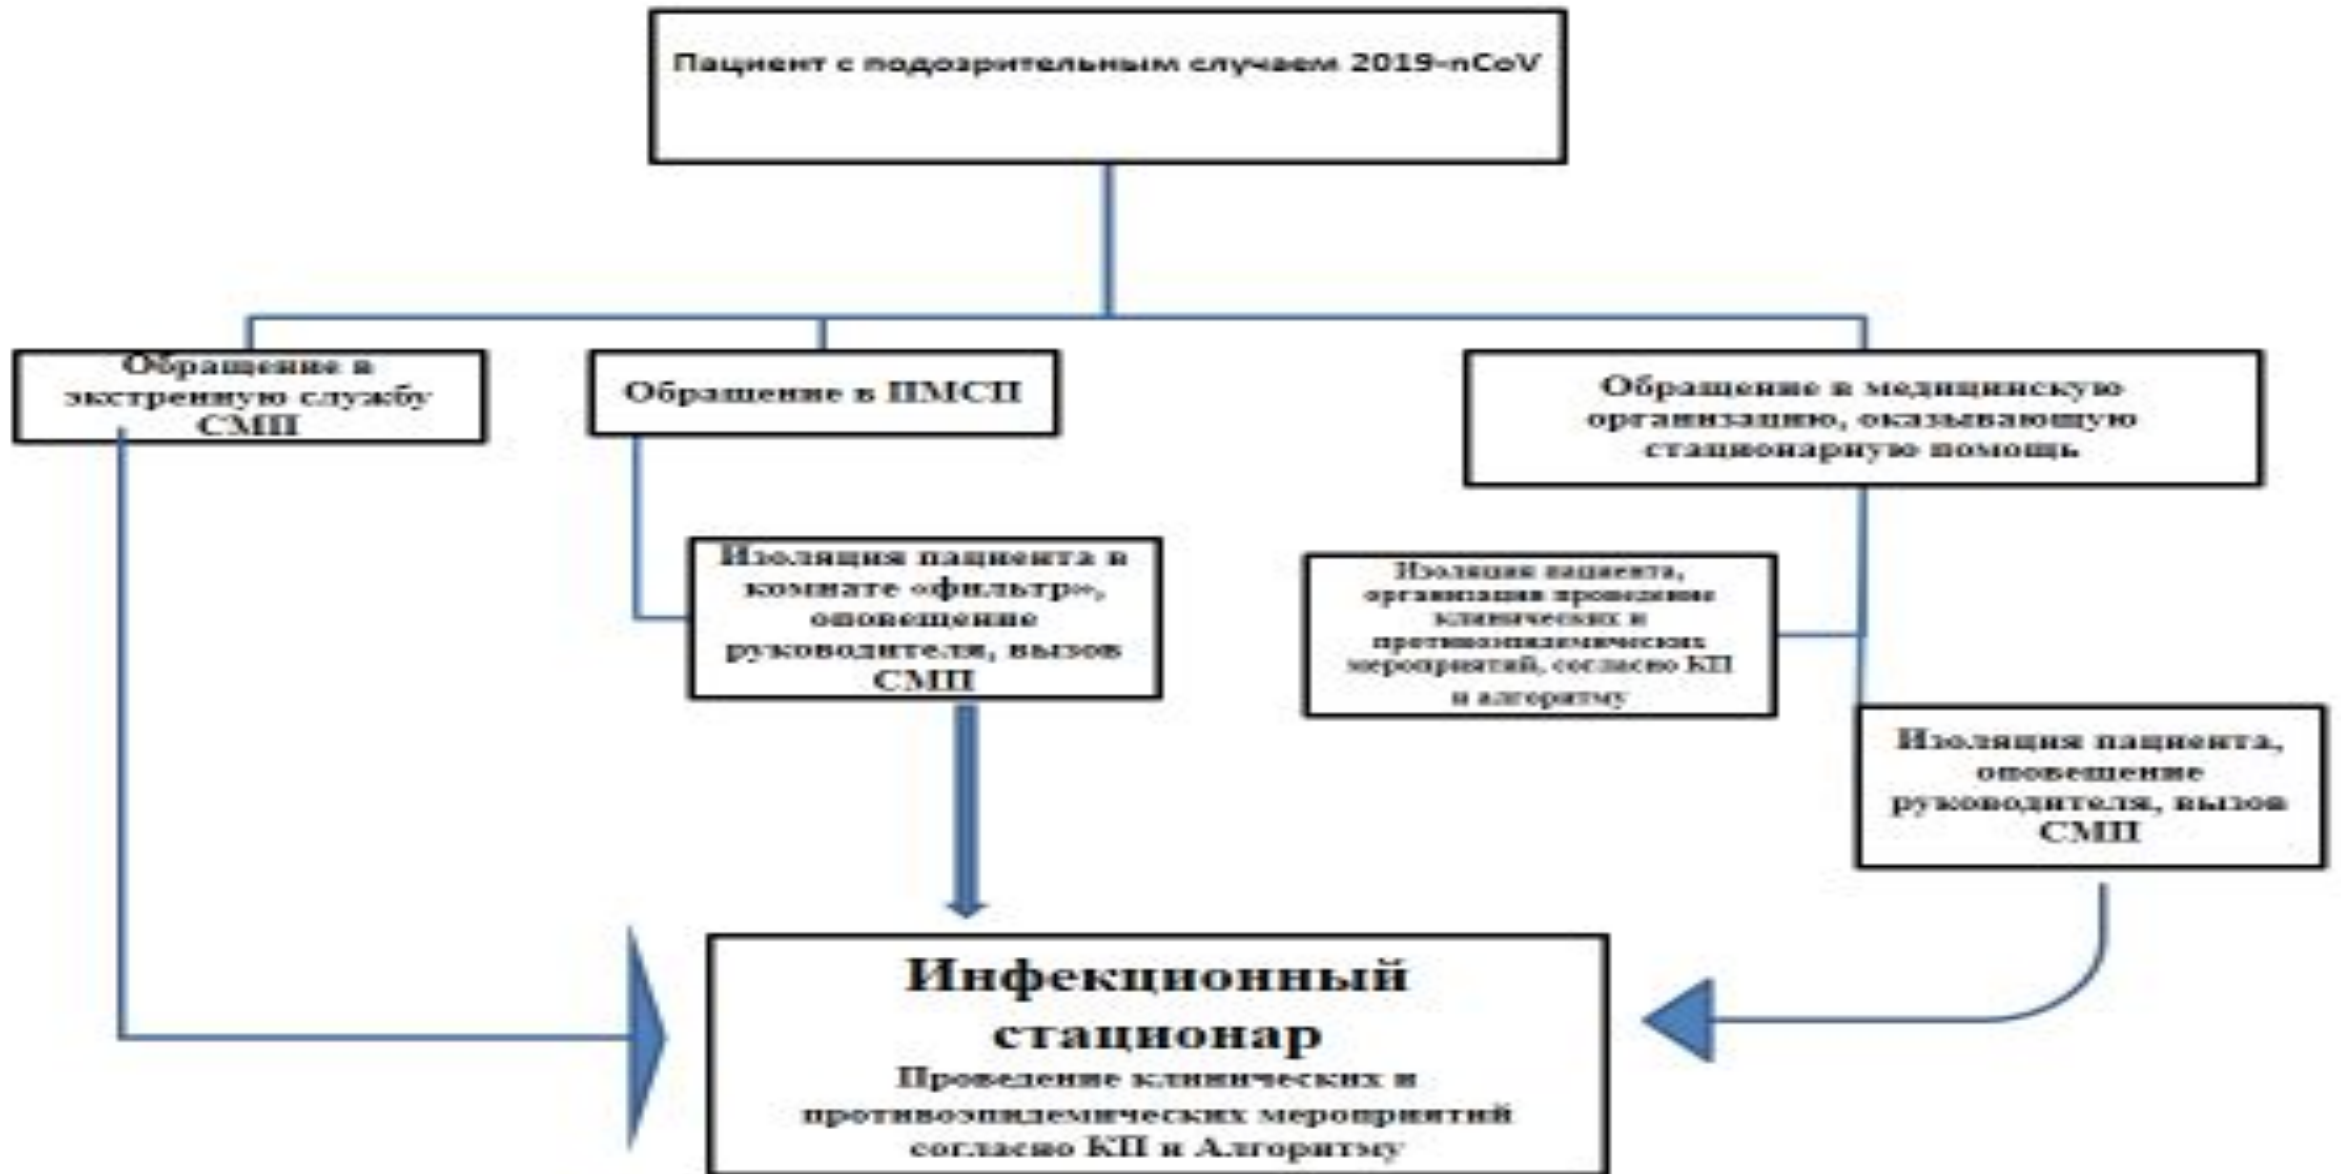 Пациент с подозрительным случаем 2019-nCoV
Обращение в
экстренную службу
СМП
Обращение в ПМСП
Обращение в медицинскую
организацию, оказывающую
стационарную помощь
Изоляция пациента в
комнате «фильтр»,
оповещение
руководителя, вызов
СМП
Изоляция пациента,
организация проведение
клинических и
противоэпидемических
мероприятий, согласно КП
и алгоритму
Изоляция пациента,
оповещение
руководителя, вызов
СМП
Инфекционный
стационар
Проведение клинических и
противоэпидемических мероприятий
согласно КП и Алгоритму